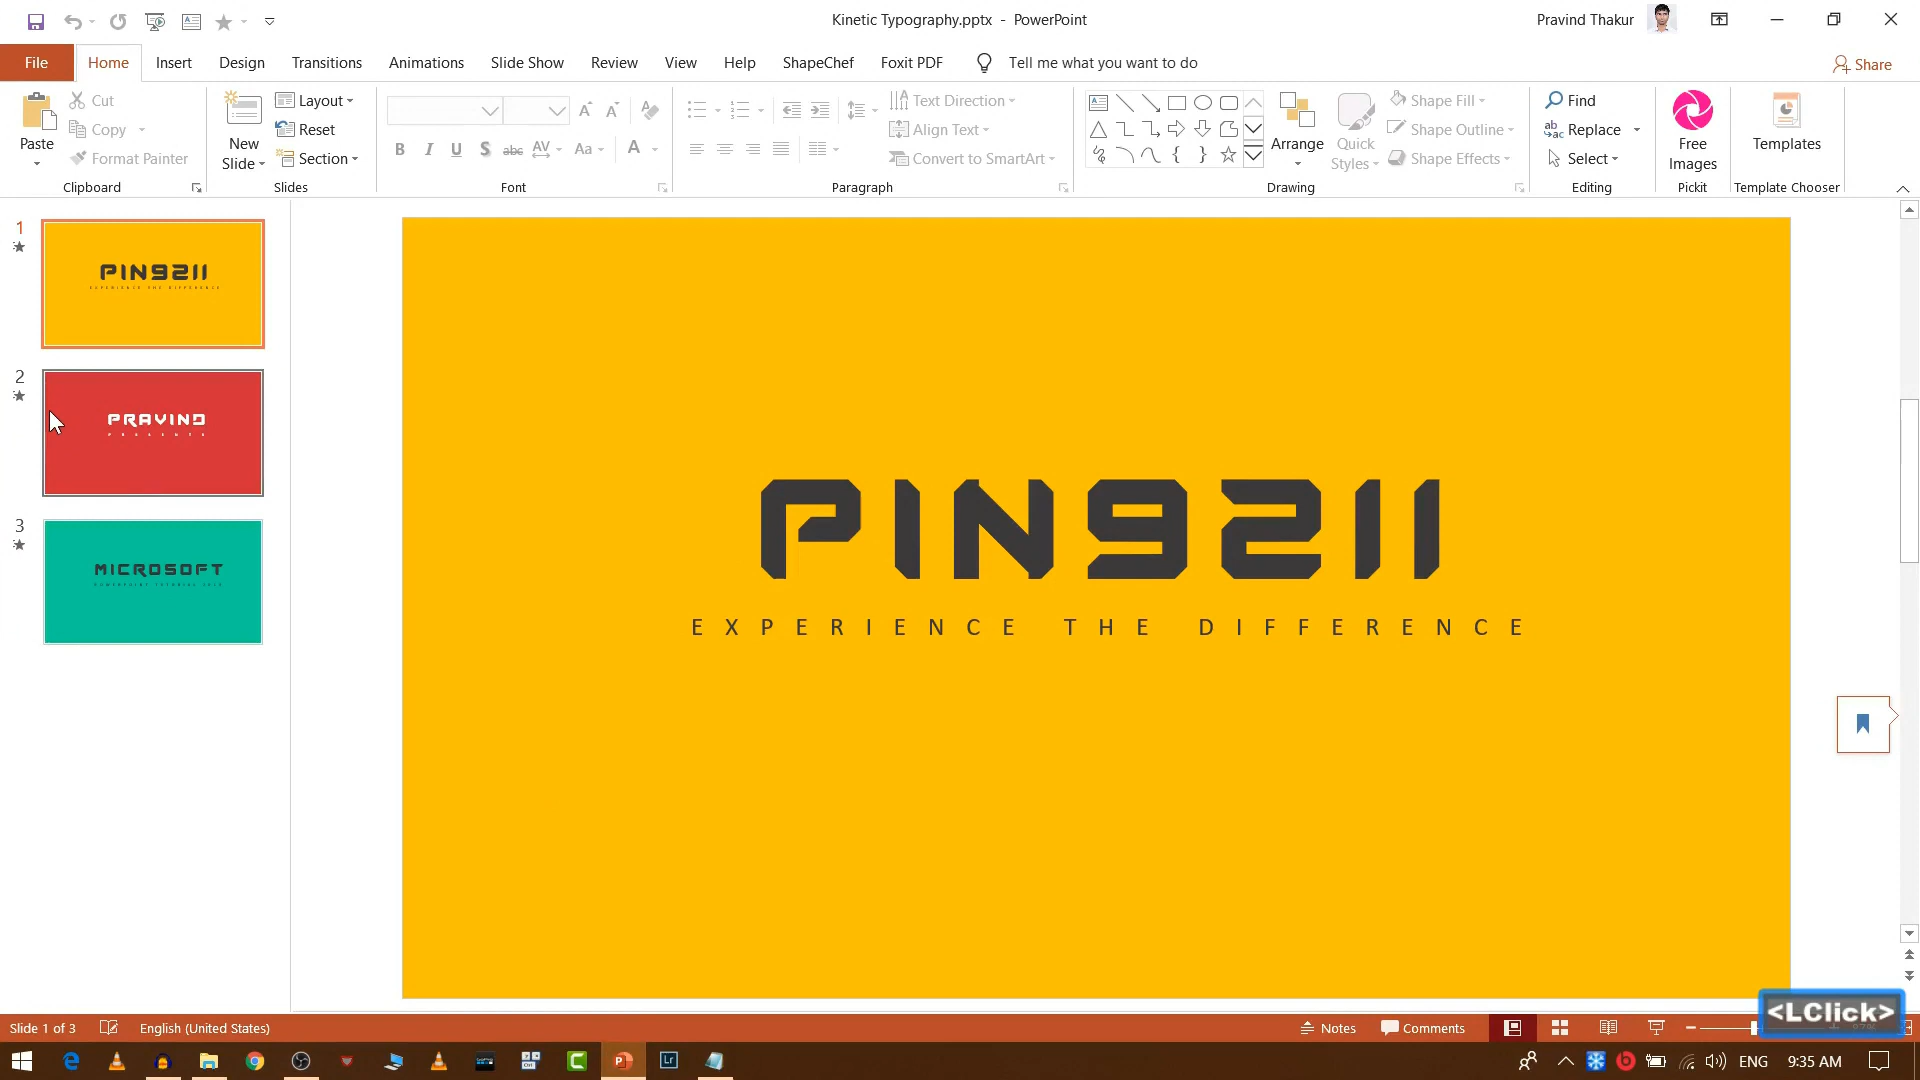 Kinetic Typography.pptx - PowerPoint
Pravind Thakur
File Home Insert Design Transitions Animations Slide Show Review View Help ShapeChef Foxit PDF Tell me what you want to do
Share
Paste
Cut
Copy
Format Painter
Clipboard
New Slide
Layout
Reset
Section
Slides
Font
Text Direction
Align Text
Convert to SmartArt
Paragraph
Arrange
Quick Styles
Shape Fill
Shape Outline
Shape Effects
Drawing
Find
Replace
Select
Editing
Free Images
Pickit
Templates
Template Chooser
1
PIN9211
EXPERIENCE THE DIFFERENCE
2
PRAVIND
PRESENTS
3
MICROSOFT
PIN9211
EXPERIENCE THE DIFFERENCE
<LClick>
Slide 1 of 3
English (United States)
Notes
Comments
ENG
9:35 AM